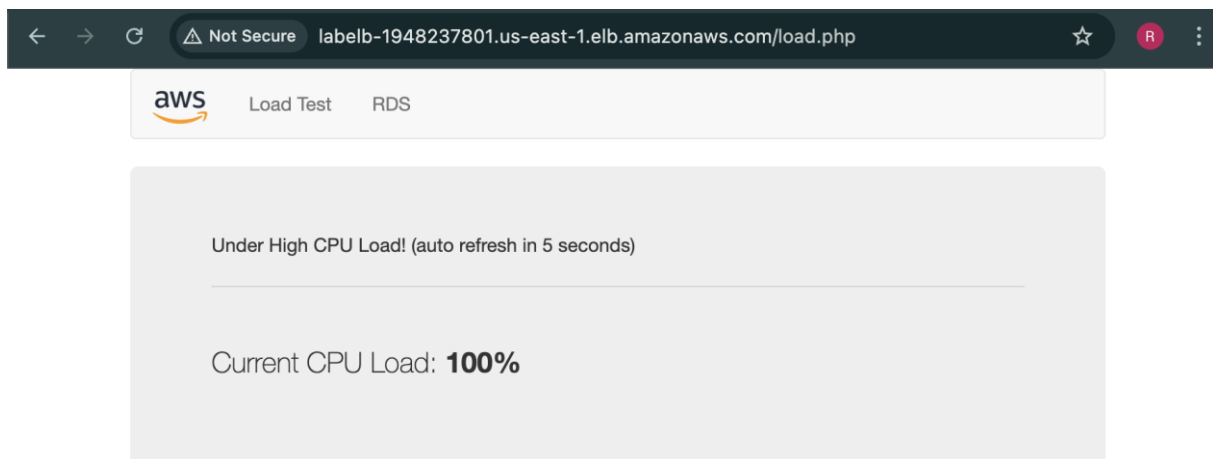 Not Secure labelb-1948237801.us-east-1.elb.amazonaws.com/load.php R
aws Load Test RDS
Under High CPU Load! (auto refresh in 5 seconds)
Current CPU Load: 100%